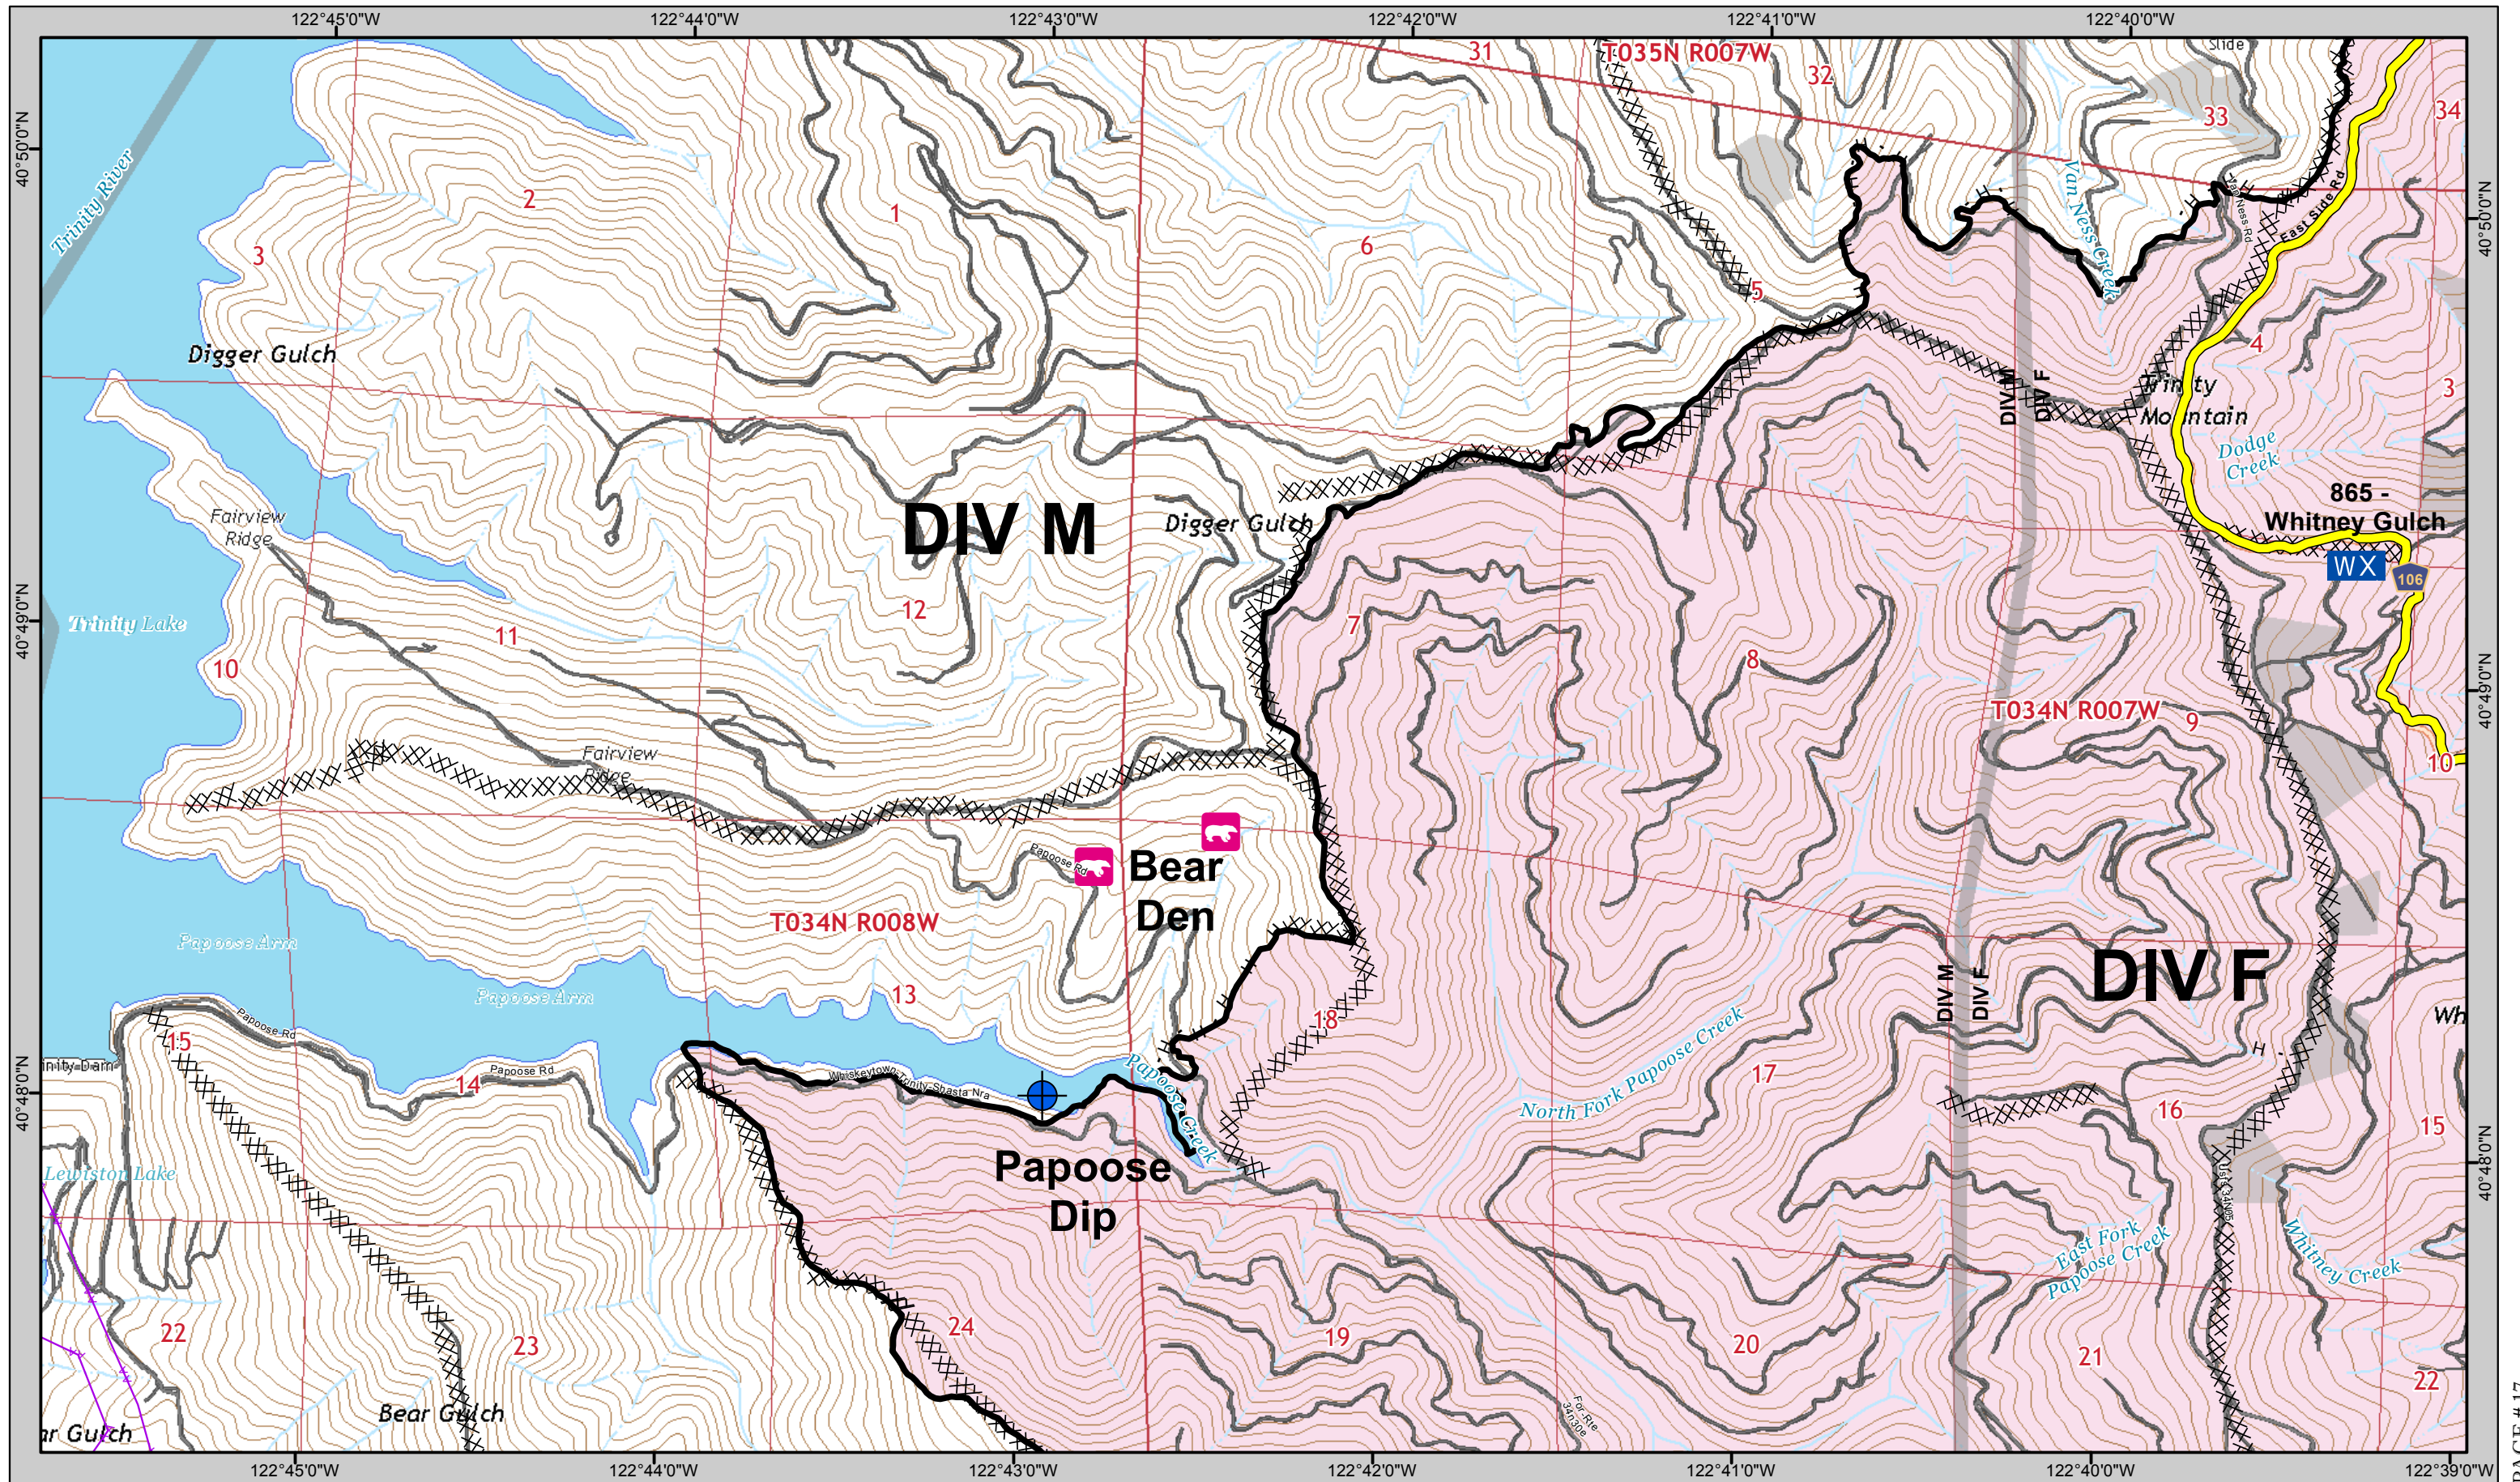 122°45'0"W
122°44'0"W
122°43'0"W
122°42'0"W
122°41'0"W
122°40'0"W
40°50'0"N
40°49'0"N
40°48'0"N
40°50'0"N
40°49'0"N
40°48'0"N
Slide
31
T035N R007W
32
33
34
Trinity River
2
1
3
6
5
Van Ness Creek
Van Ness Rd
East Side Rd
H
H
H
H
Digger Gulch
4
3
DIV M
DIV F
Trinity
Mountain
Dodge
Creek
865 -
Whitney Gulch
WX
106
Fairview
Ridge
DIV M
Digger Gulch
Trinity Lake
10
11
12
7
8
T034N R007W
9
10
Fairview
Ridge
Papoose Rd
Bear
Den
T034N R008W
Papoose Arm
Papoose Arm
13
H
18
DIV M
DIV F
DIV F
Wh
15
Papoose Rd
nity Dam
14
Papoose Rd
Whiskeytown-Trinity-Shasta Nra
Papoose Creek
H
North Fork Papoose Creek
17
16
H
15
Lewiston Lake
Papoose
Dip
Usfs 34N05
East Fork
Papoose Creek
Whitney Creek
22
23
24
19
20
21
22
For-Rte
34n30e
Bear Gulch
ar Gulch
122°45'0"W
122°44'0"W
122°43'0"W
122°42'0"W
122°41'0"W
122°40'0"W
122°39'0"W